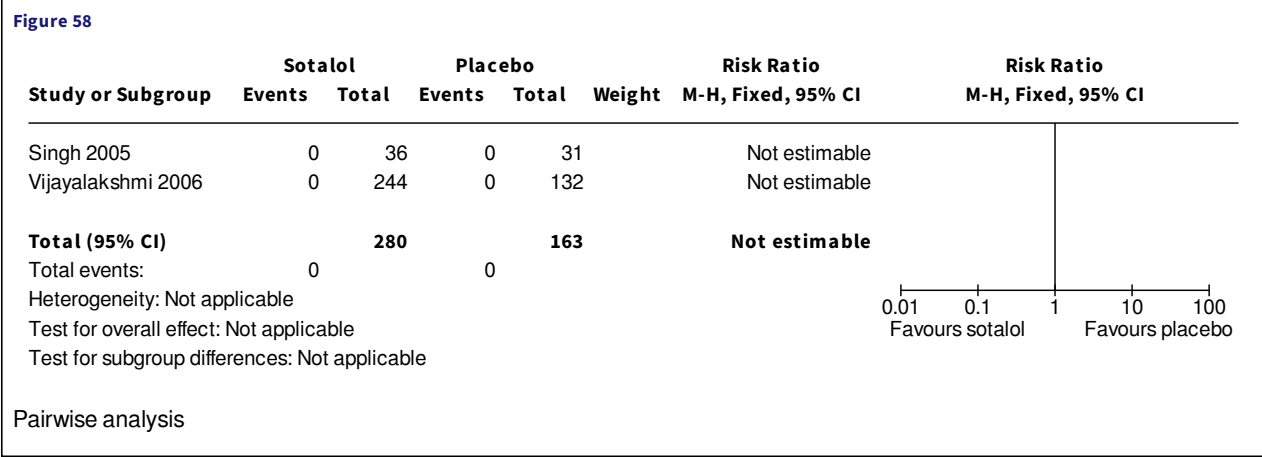 Figure 58
Sotalol Placebo Risk Ratio Risk Ratio
Study or Subgroup Events Total Events Total Weight M-H, Fixed, 95% CI M-H, Fixed, 95% CI
Singh 2005 0 36 0 31 Not estimable
Vijayalakshmi 2006 0 244 0 132 Not estimable
Total (95% CI) 280 163 Not estimable
Total events: 0 0
Heterogeneity: Not applicable
Test for overall effect: Not applicable
Test for subgroup differences: Not applicable
0.01 0.1 1 10 100
Favours sotalol Favours placebo
Pairwise analysis